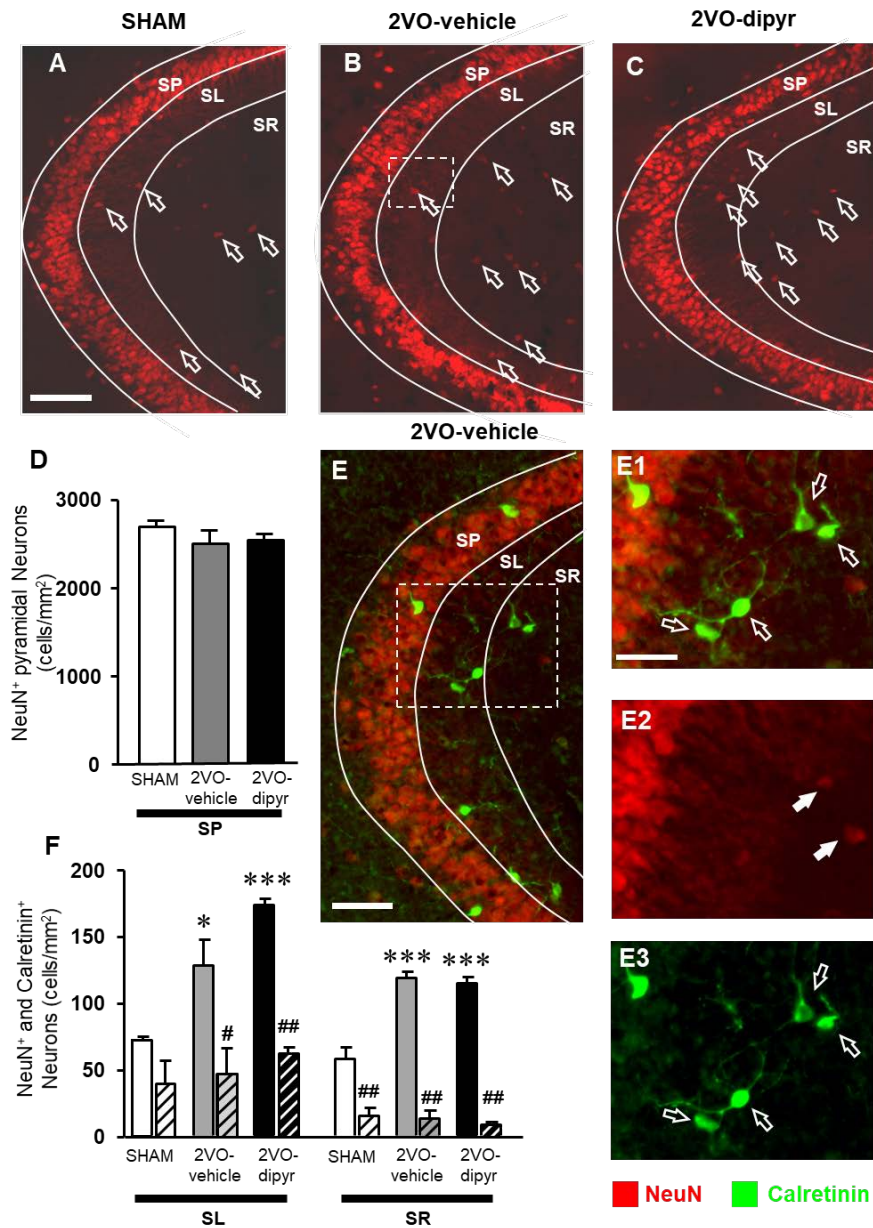 SHAM
2VO-vehicle
2VO-dipyr
A
SP
SL
SR
B
SP
SL
SR
C
SP
SL
SR
D
NeuN⁺ pyramidal Neurons
(cells/mm²)
3000
2000
1000
0
SHAM
2VO-
vehicle
2VO-
dipyr
SP
2VO-vehicle
E
SP
SL
SR
E1
E2
E3
F
NeuN⁺ and Calretinin⁺
Neurons (cells/mm²)
200
150
100
50
0
*
#
***
##
##
***
##
***
##
SHAM
2VO-
vehicle
2VO-
dipyr
SHAM
2VO-
vehicle
2VO-
dipyr
SL
SR
NeuN
Calretinin